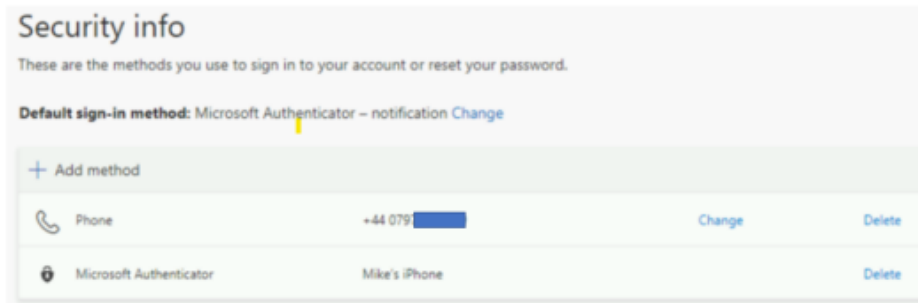 Security info
These are the methods you use to sign in to your account or reset your password.
Default sign-in method: Microsoft Authenticator – notification Change
Add method
Phone +44 079 Change Delete
Microsoft Authenticator Mike's iPhone Delete